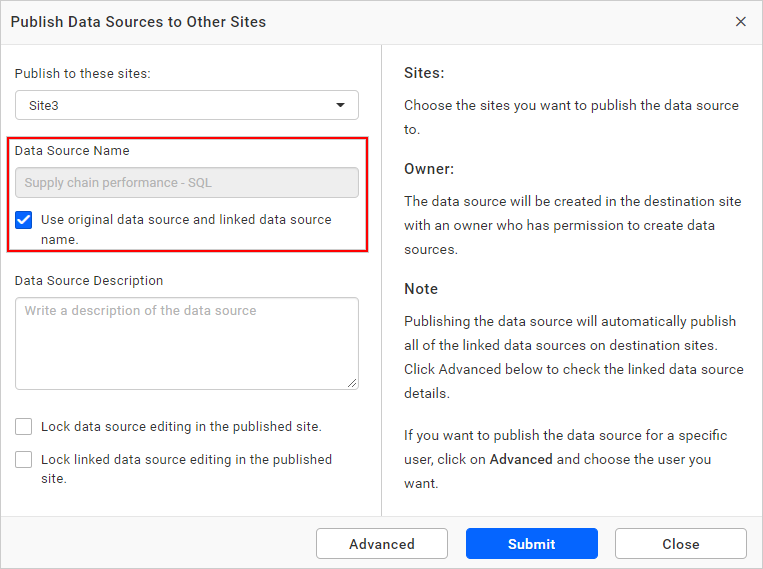 Publish Data Sources to Other Sites
Publish to these sites:
Site3
Data Source Name
Supply chain performance - SQL
Use original data source and linked data source
name.
Data Source Description
Write a description of the data source
Lock data source editing in the published site.
Lock linked data source editing in the published
site.
Sites:
Choose the sites you want to publish the data source
to.
Owner:
The data source will be created in the destination site
with an owner who has permission to create data
sources.
Note
Publishing the data source will automatically publish
all of the linked data sources on destination sites.
Click Advanced below to check the linked data source
details.
If you want to publish the data source for a specific
user, click on Advanced and choose the user you
want.
Advanced
Submit
Close